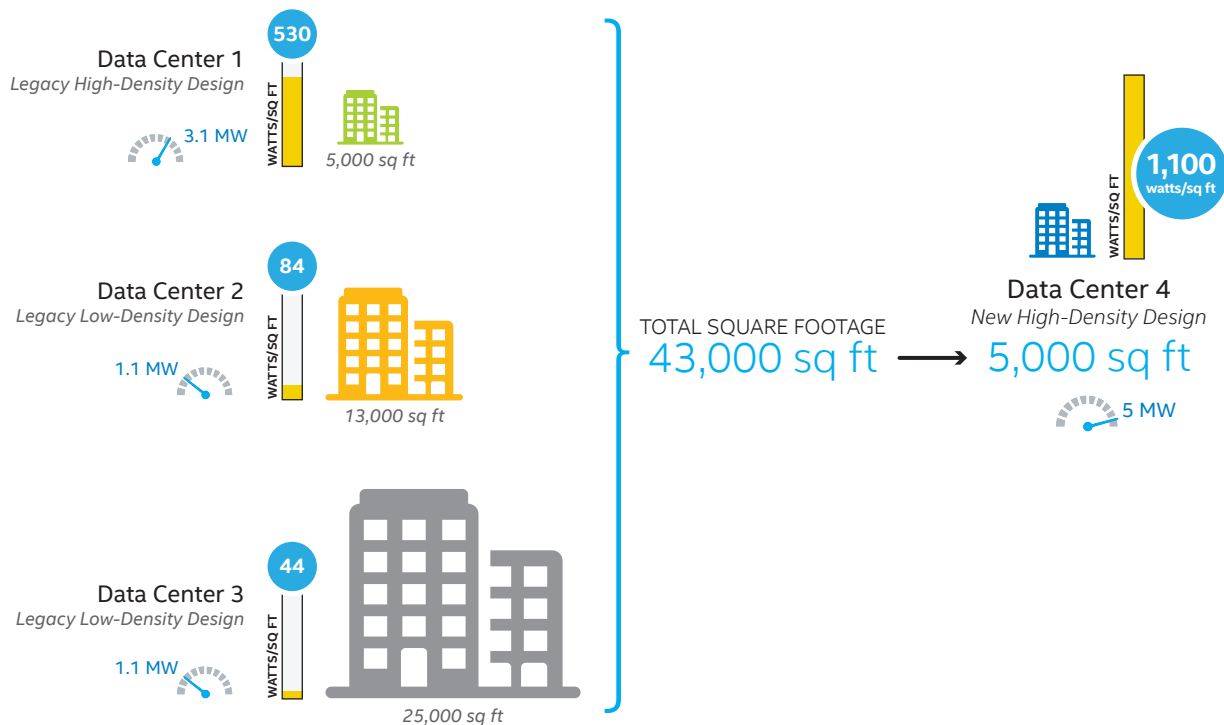 530
Data Center 1
Legacy High-Density Design
WATTS/SQ FT
3.1 MW
5,000 sq ft
84
Data Center 2
Legacy Low-Density Design
WATTS/SQ FT
1.1 MW
13,000 sq ft
44
Data Center 3
Legacy Low-Density Design
WATTS/SQ FT
1.1 MW
25,000 sq ft
TOTAL SQUARE FOOTAGE
43,000 sq ft
1,100
watts/sq ft
WATTS/SQ FT
Data Center 4
New High-Density Design
5,000 sq ft
5 MW